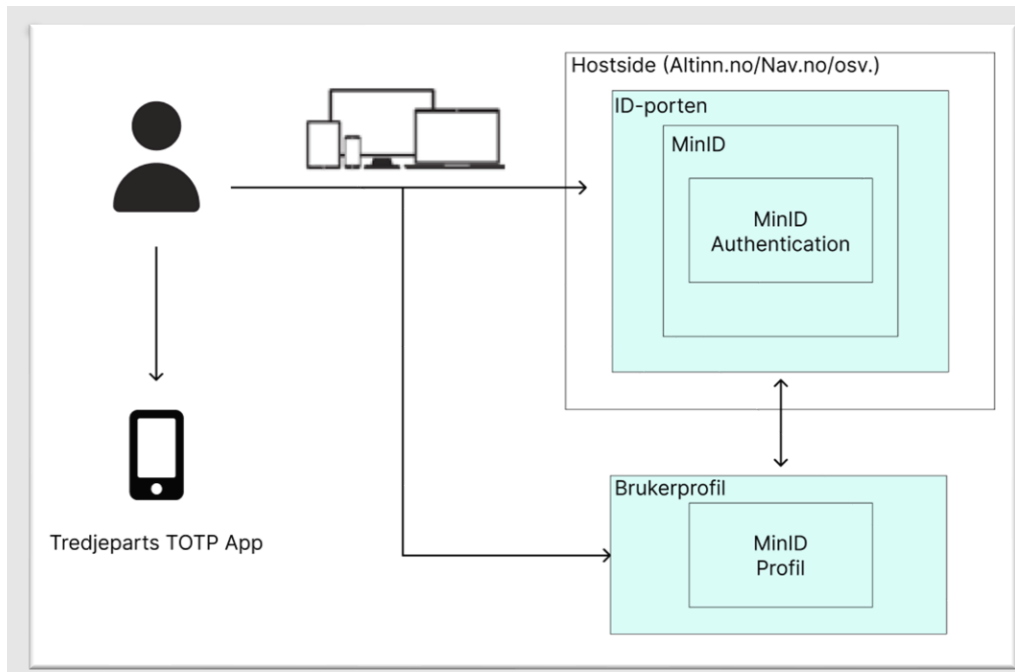 Hostside (Altinn.no/Nav.no/osv.)
ID-porten
MinID
MinID
Authentication
Brukerprofil
MinID
Profil
Tredjeparts TOTP App